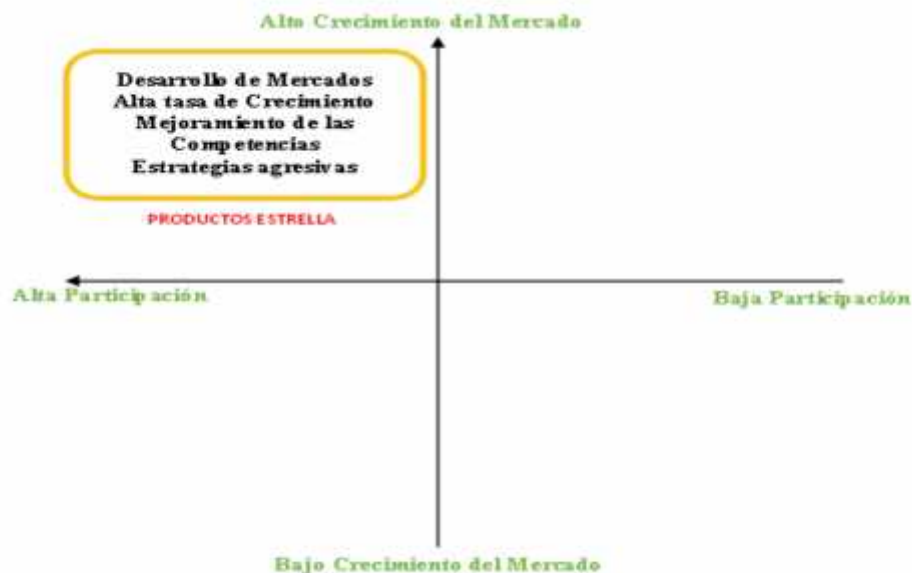 Alto Crecimiento del Mercado
Desarrollo de Mercados
Alta tasa de Crecimiento
Mejoramiento de las
Competencias
Estrategias agresivas
PRODUCTOS ESTRELLA
Alta Participación
Baja Participación
Bajo Crecimiento del Mercado